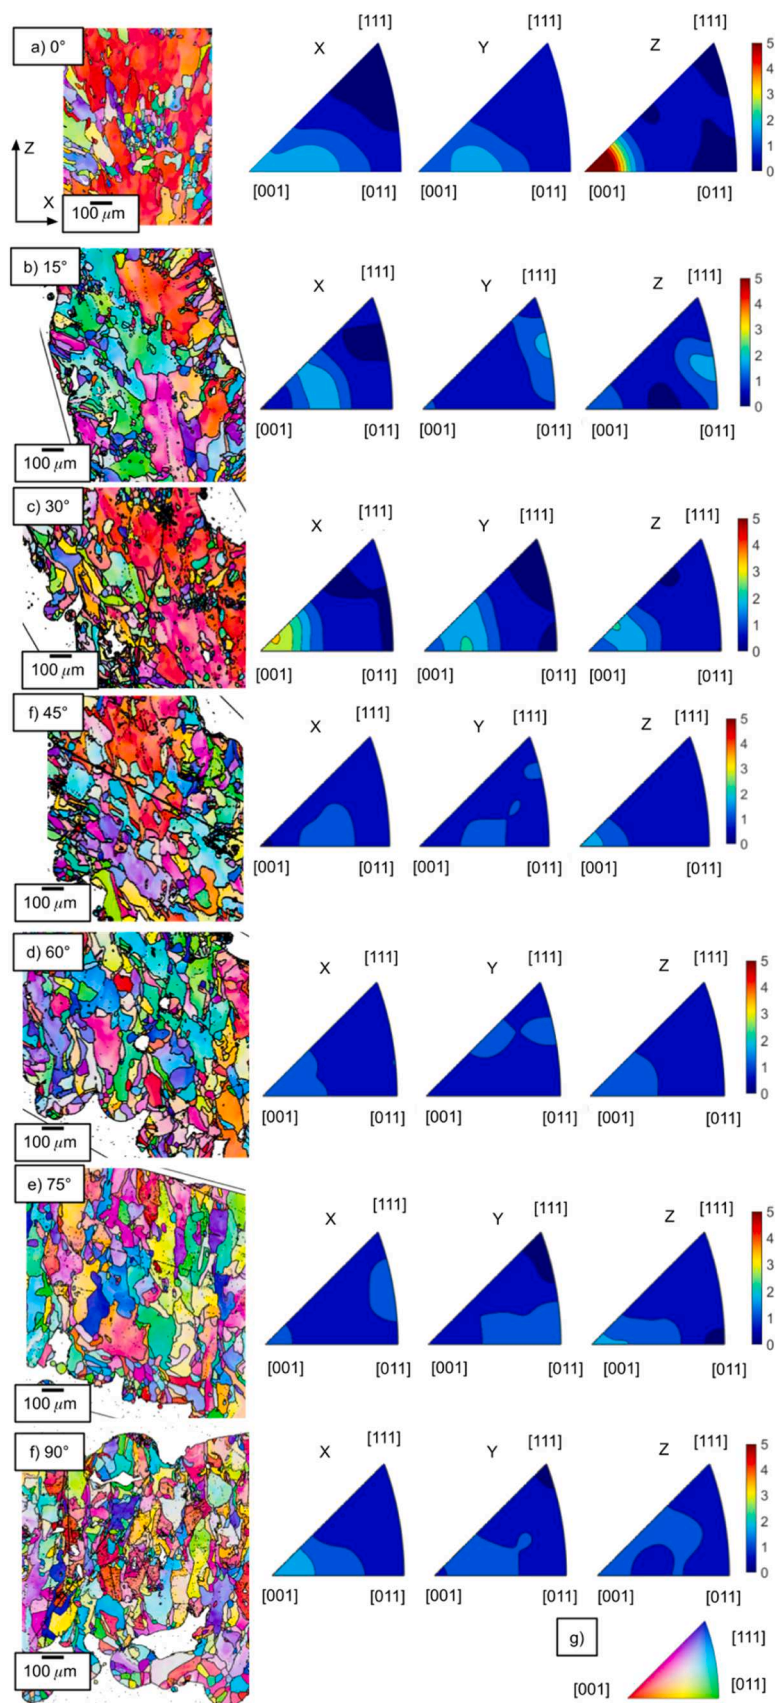 a) 0°
Z
X
100 μm
X [111]
[001] [011]
Y
[001] [011]
Z [111]
[001] [011]
5
4
3
2
1
0
b) 15°
100 μm
X [111]
[001] [011]
Y [111]
[001] [011]
Z [111]
[001] [011]
5
4
3
2
1
0
c) 30°
100 μm
X [111]
[001] [011]
Y [111]
[001] [011]
Z [111]
[001] [011]
5
4
3
2
1
0
f) 45°
100 μm
X [111]
[001] [011]
Y [111]
[001] [011]
Z [111]
[001] [011]
5
4
3
2
1
0
d) 60°
100 μm
X [111]
[001] [011]
Y [111]
[001] [011]
Z [111]
[001] [011]
5
4
3
2
1
0
e) 75°
100 μm
X [111]
[001] [011]
Y [111]
[001] [011]
Z [111]
[001] [011]
5
4
3
2
1
0
f) 90°
100 μm
X [111]
[001] [011]
Y [111]
[001] [011]
Z [111]
[001] [011]
5
4
3
2
1
0
g)
[111]
[001] [011]